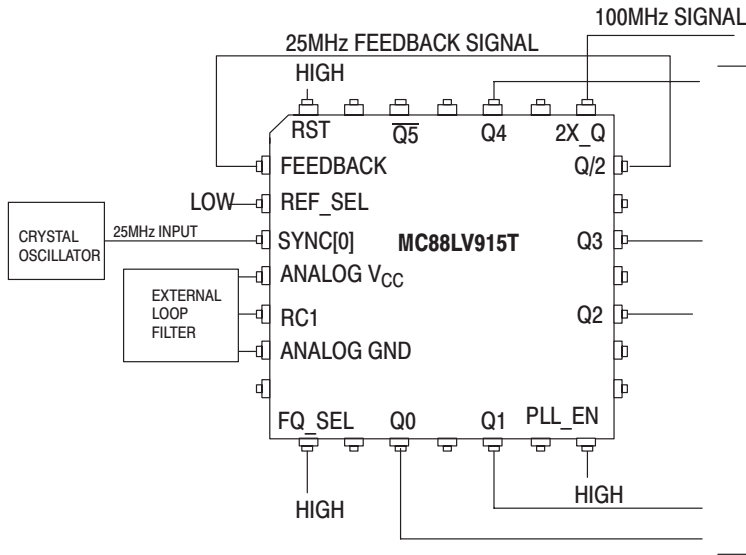 100MHz SIGNAL
25MHz FEEDBACK SIGNAL
HIGH
RST
Q5
Q4
2X_Q
FEEDBACK
Q/2
LOW
REF_SEL
CRYSTAL
OSCILLATOR
25MHz INPUT
SYNC[0]
MC88LV915T
Q3
ANALOG VCC
EXTERNAL
LOOP
FILTER
RC1
Q2
ANALOG GND
FQ_SEL
Q0
Q1
PLL_EN
HIGH
HIGH